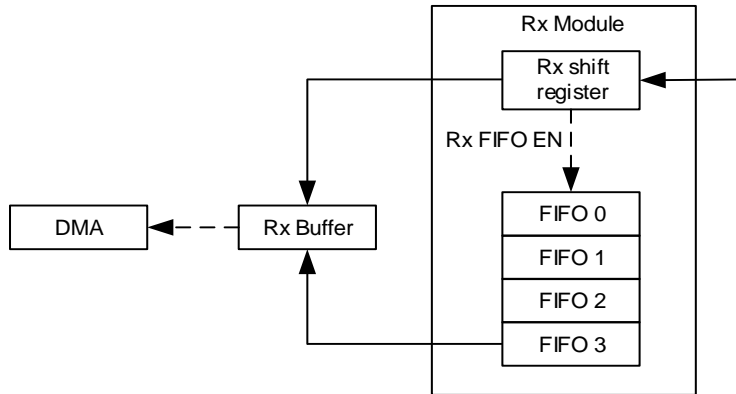 Rx Module
Rx shift
register
Rx FIFO EN
DMA
Rx Buffer
FIFO 0
FIFO 1
FIFO 2
FIFO 3